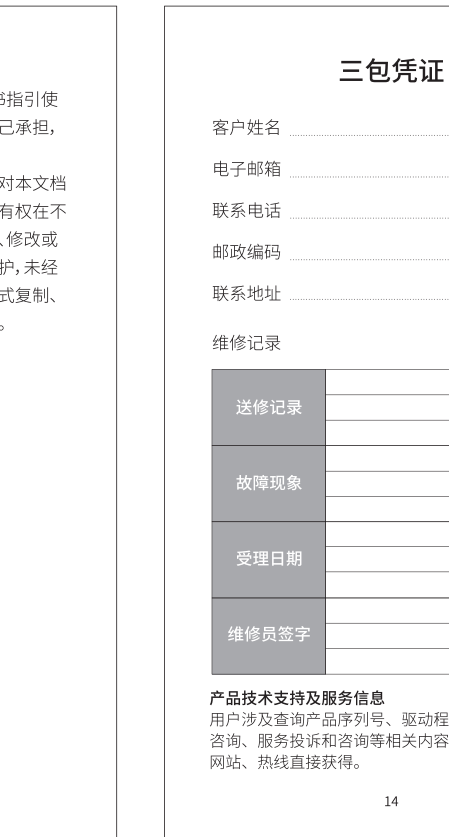 书指引使
己承担，
对本文档
有权在不
、修改或
护，未经
式复制、
。
三包凭证
客户姓名
电子邮箱
联系电话
邮政编码
联系地址
维修记录
送修记录
故障现象
受理日期
维修员签字
产品技术支持及服务信息
用户涉及查询产品序列号、驱动程
咨询、服务投诉和咨询等相关内容
网站、热线直接获得。
14